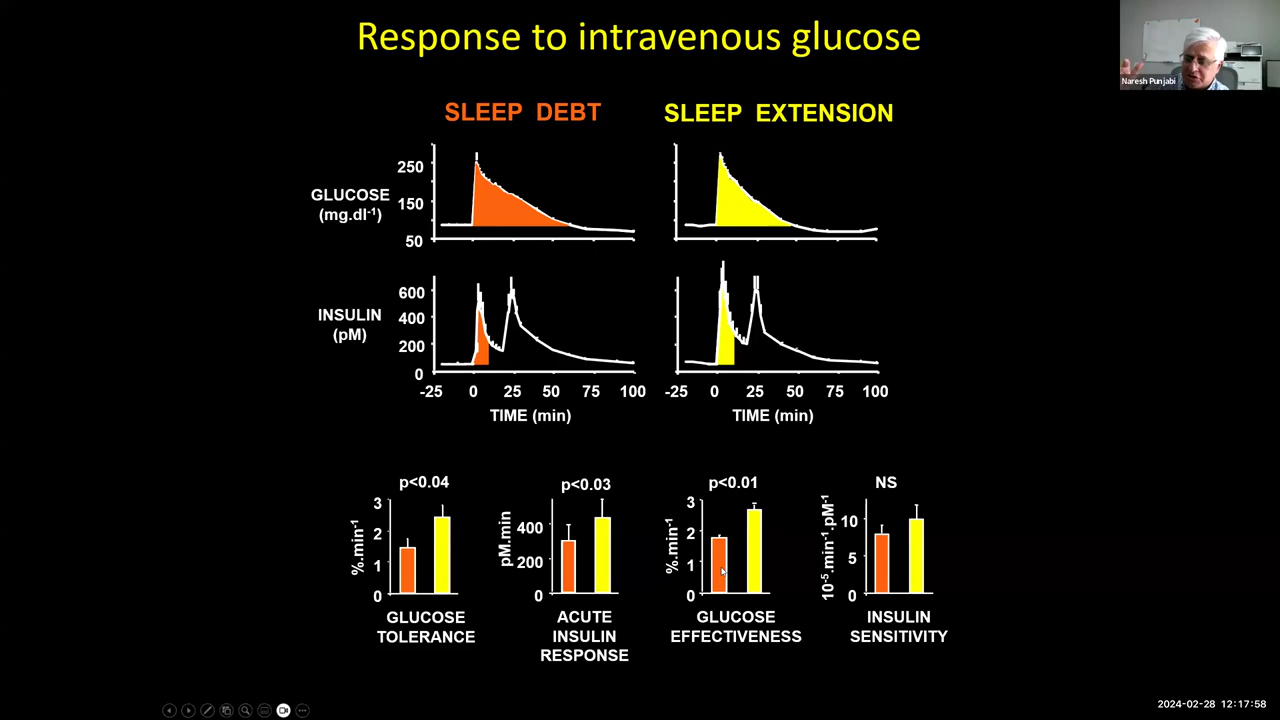 Response to intravenous glucose
Naresh Punjabi
SLEEP DEBT
SLEEP EXTENSION
GLUCOSE
(mg.dl-1)
250
150
50
INSULIN
(pM)
600
400
200
0
-25 0 25 50 75 100
-25 0 25 50 75 100
TIME (min)
TIME (min)
p<0.04
3
2
1
0
%.min-1
GLUCOSE
TOLERANCE
p<0.03
400
200
0
pM.min
ACUTE
INSULIN
RESPONSE
p<0.01
3
2
1
0
%.min-1
GLUCOSE
EFFECTIVENESS
NS
10
5
0
10-5.min-1.pM-1
INSULIN
SENSITIVITY
2024-02-28 12:17:58